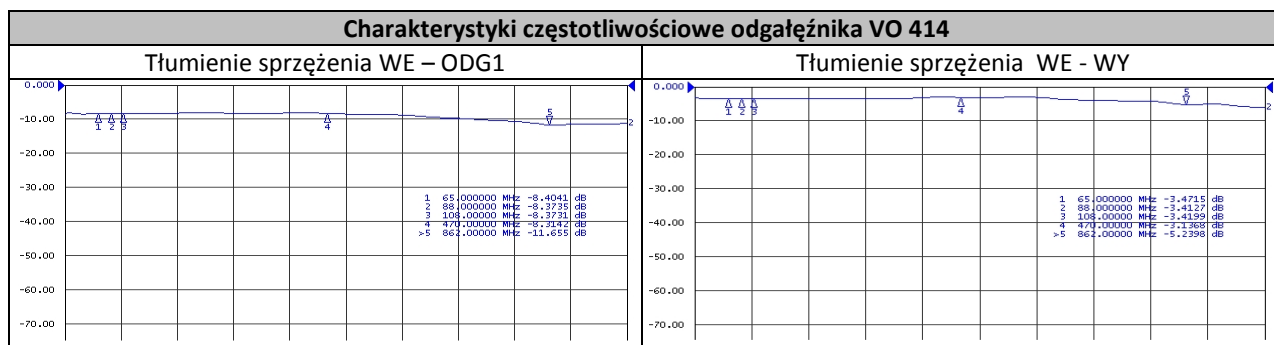 Charakterystyki częstotliwościowe odgałęźnika VO 414
Tłumienie sprzężenia WE – ODG1
Tłumienie sprzężenia WE - WY
0.000
-10.00
-20.00
-30.00
-40.00
-50.00
-60.00
-70.00
1 2 3 4 5 2
1 65.000000 MHz -8.4041 dB
2 88.000000 MHz -8.3735 dB
3 108.00000 MHz -8.3731 dB
4 470.00000 MHz -8.3142 dB
>5 862.00000 MHz -11.655 dB
0.000
-10.00
-20.00
-30.00
-40.00
-50.00
-60.00
-70.00
1 2 3 4 5 2
1 65.000000 MHz -3.4715 dB
2 88.000000 MHz -3.4127 dB
3 108.00000 MHz -3.4199 dB
4 470.00000 MHz -3.1368 dB
>5 862.00000 MHz -5.2398 dB